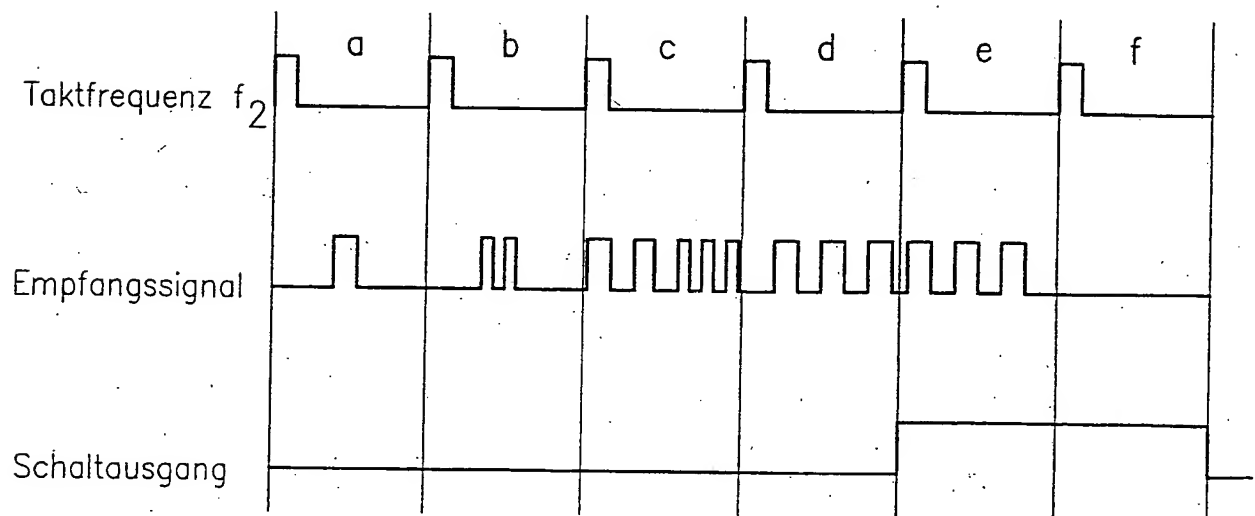 a b c d e f
Taktfrequenz f2
Empfangssignal
Schaltausgang